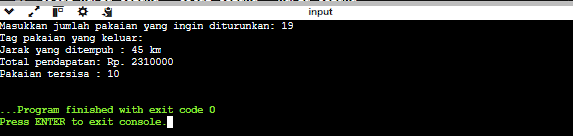 input
Masukkan jumlah pakaian yang ingin diturunkan: 19
Tag pakaian yang keluar:
Jarak yang ditempuh : 45 km
Total pendapatan: Rp. 2310000
Pakaian tersisa : 10
...Program finished with exit code 0
Press ENTER to exit console.